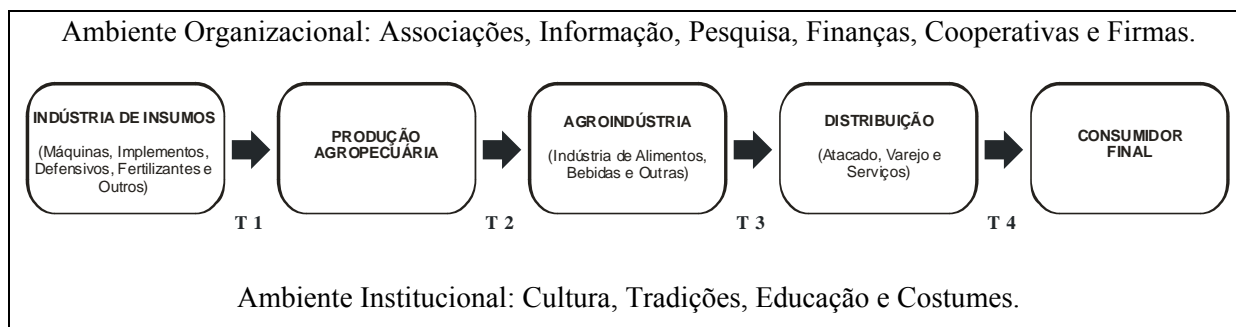 Ambiente Organizacional: Associações, Informação, Pesquisa, Finanças, Cooperativas e Firmas.
INDÚSTRIA DE INSUMOS
(Máquinas, Implementos,
Defensivos, Fertilizantes e
Outros)
T 1
PRODUÇÃO
AGROPECUÁRIA
T 2
AGROINDÚSTRIA
(Indústria de Alimentos,
Bebidas e Outras)
T 3
DISTRIBUIÇÃO
(Atacado, Varejo e
Serviços)
T 4
CONSUMIDOR
FINAL
Ambiente Institucional: Cultura, Tradições, Educação e Costumes.